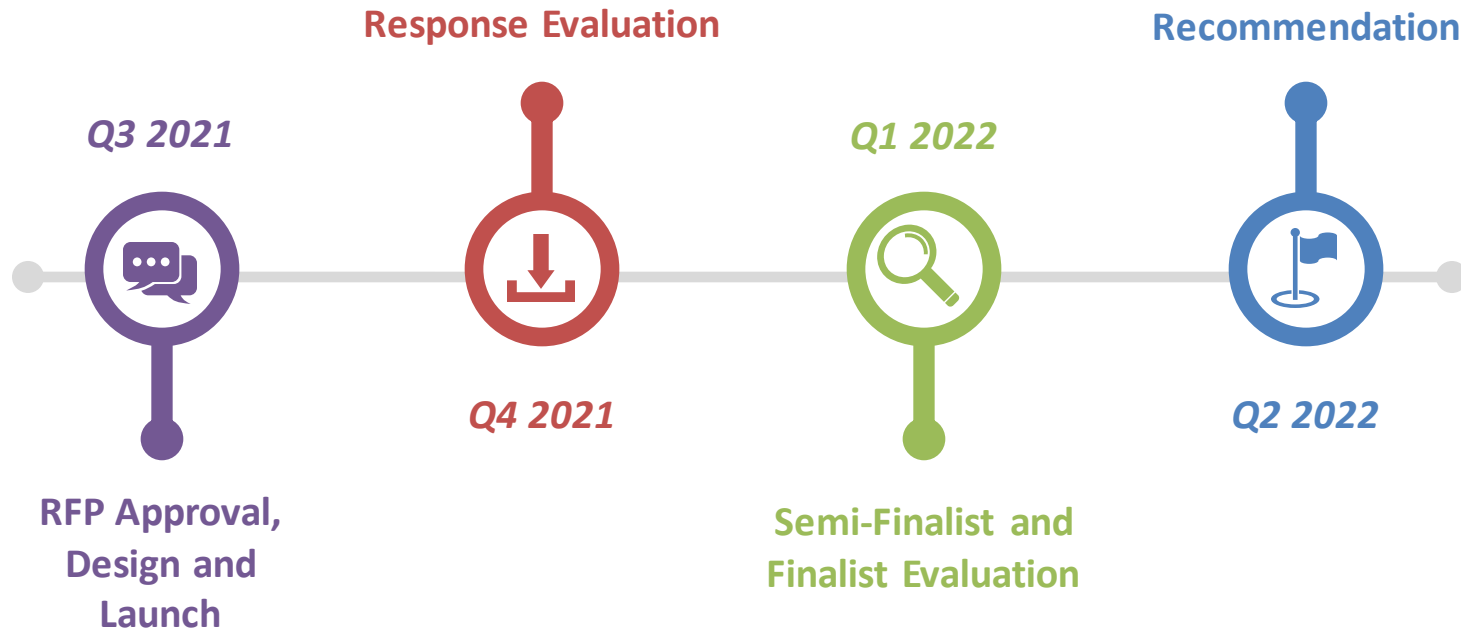 Q3 2021
RFP Approval,
Design and
Launch
Response Evaluation
Q4 2021
Q1 2022
Semi-Finalist and
Finalist Evaluation
Recommendation
Q2 2022